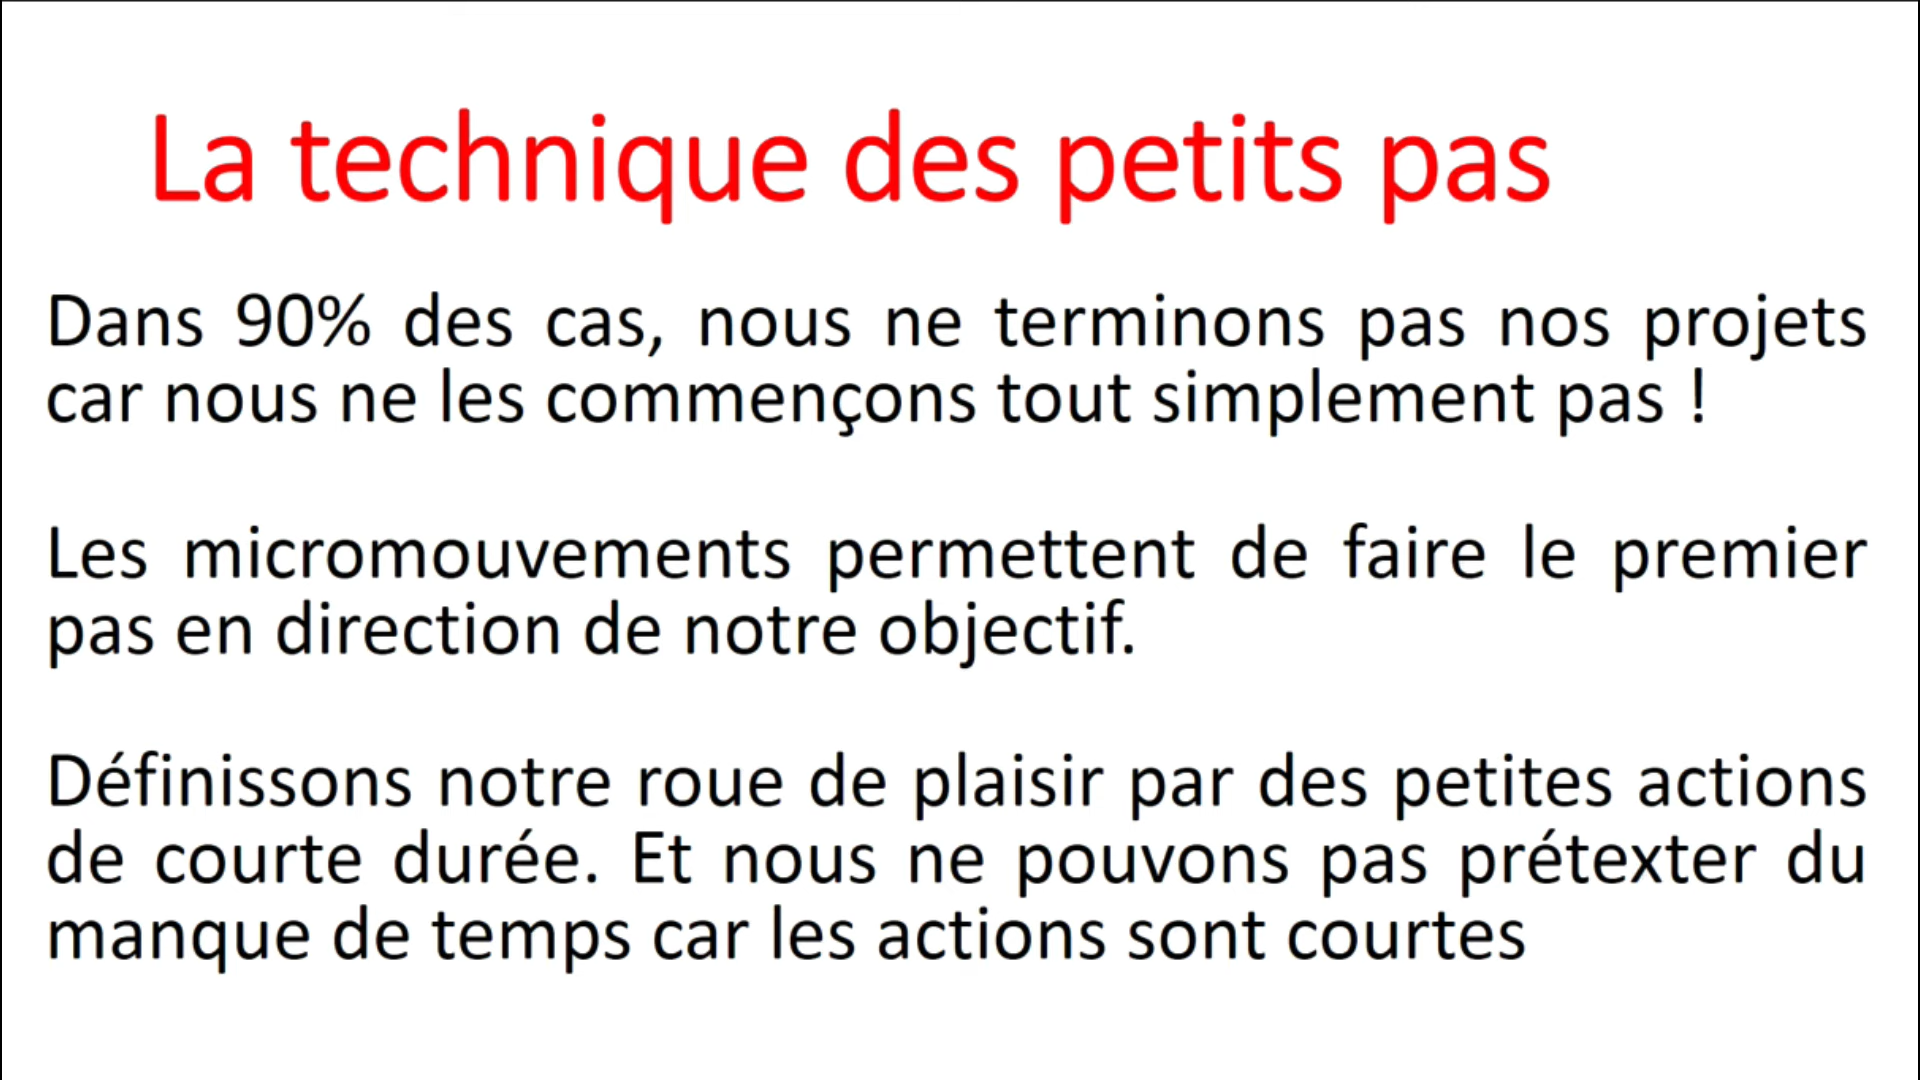 La technique des petits pas
Dans 90% des cas, nous ne terminons pas nos projets
car nous ne les commençons tout simplement pas !
Les micromouvements permettent de faire le premier
pas en direction de notre objectif.
Définissons notre roue de plaisir par des petites actions
de courte durée. Et nous ne pouvons pas prétexter du
manque de temps car les actions sont courtes